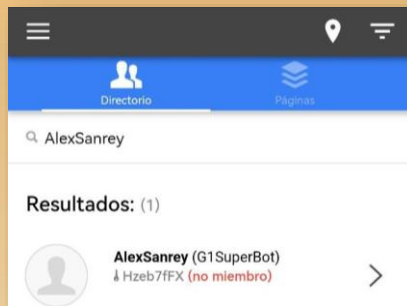 Directorio
Páginas
AlexSanrey
Resultados: (1)
AlexSanrey (G1SuperBot)
Hzeb7fFX (no miembro)